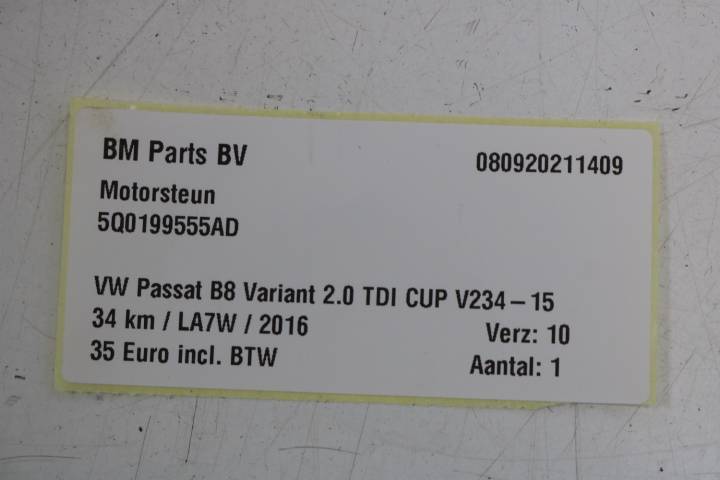 BM Parts BV 080920211409
Motorsteun
5Q0199555AD
VW Passat B8 Variant 2.0 TDI CUP V234-15
34 km / LA7W / 2016 Verz: 10
35 Euro incl. BTW Aantal: 1